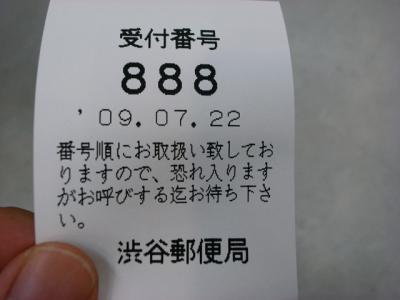 受付番号
888
'09.07.22
番号順にお取扱い致してお
りますので、恐れ入ります
がお呼びする迄お待ち下さ
い。
渋谷郵便局